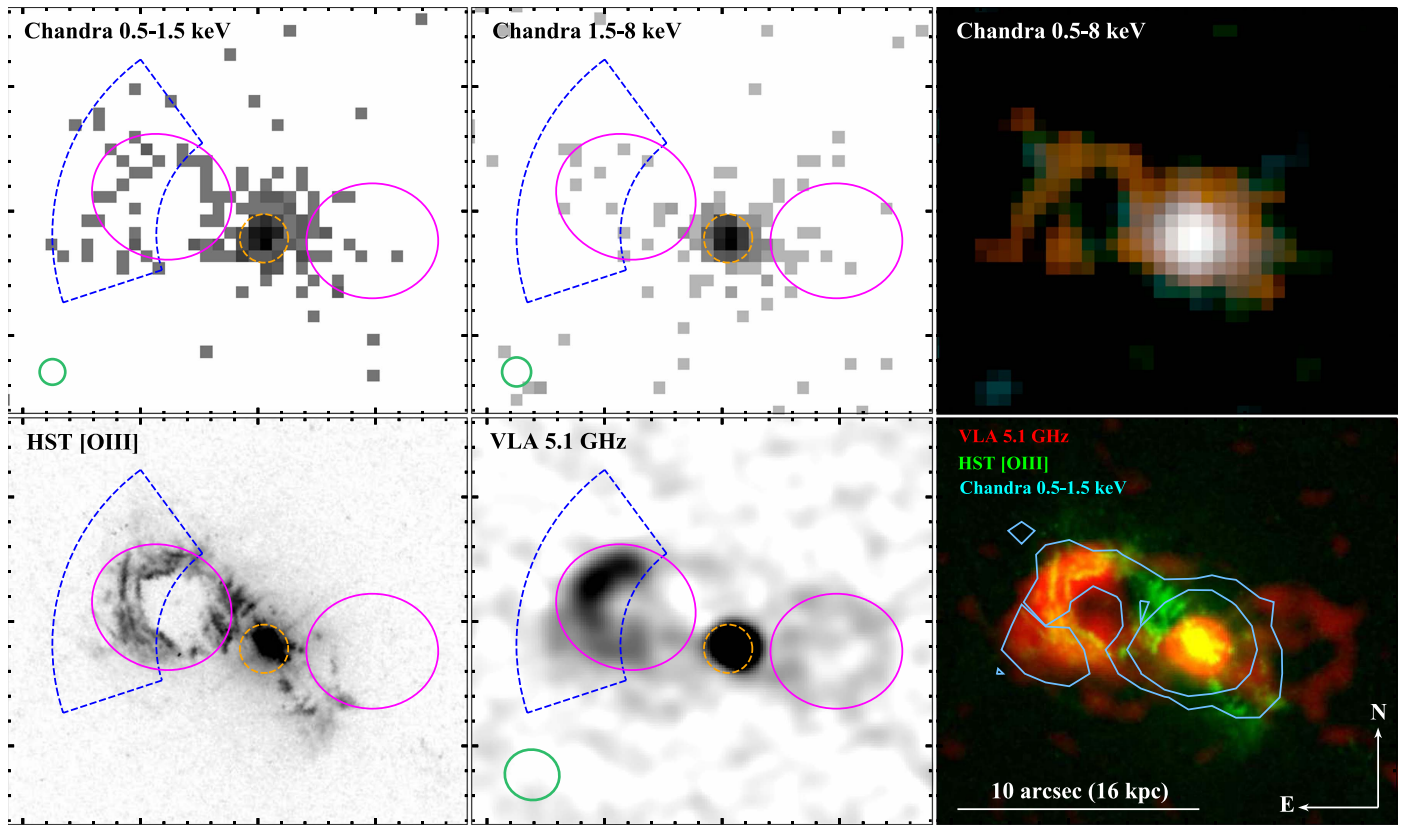 Chandra 0.5-1.5 keV
Chandra 1.5-8 keV
Chandra 0.5-8 keV
HST [OIII]
VLA 5.1 GHz
VLA 5.1 GHz
HST [OIII]
Chandra 0.5-1.5 keV
N
10 arcsec (16 kpc)
E